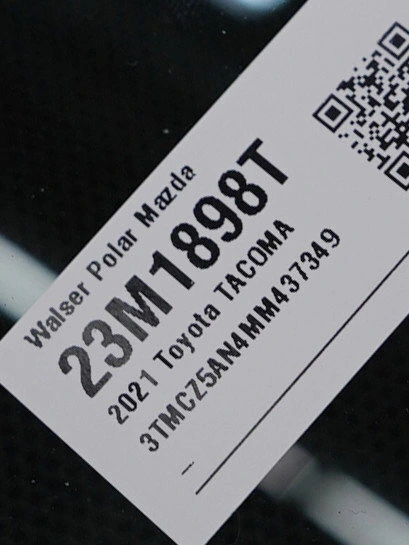 Walser Polar Mazda
23M1898T
2021 Toyota TACOMA
3TMCZ5AN4MM437349